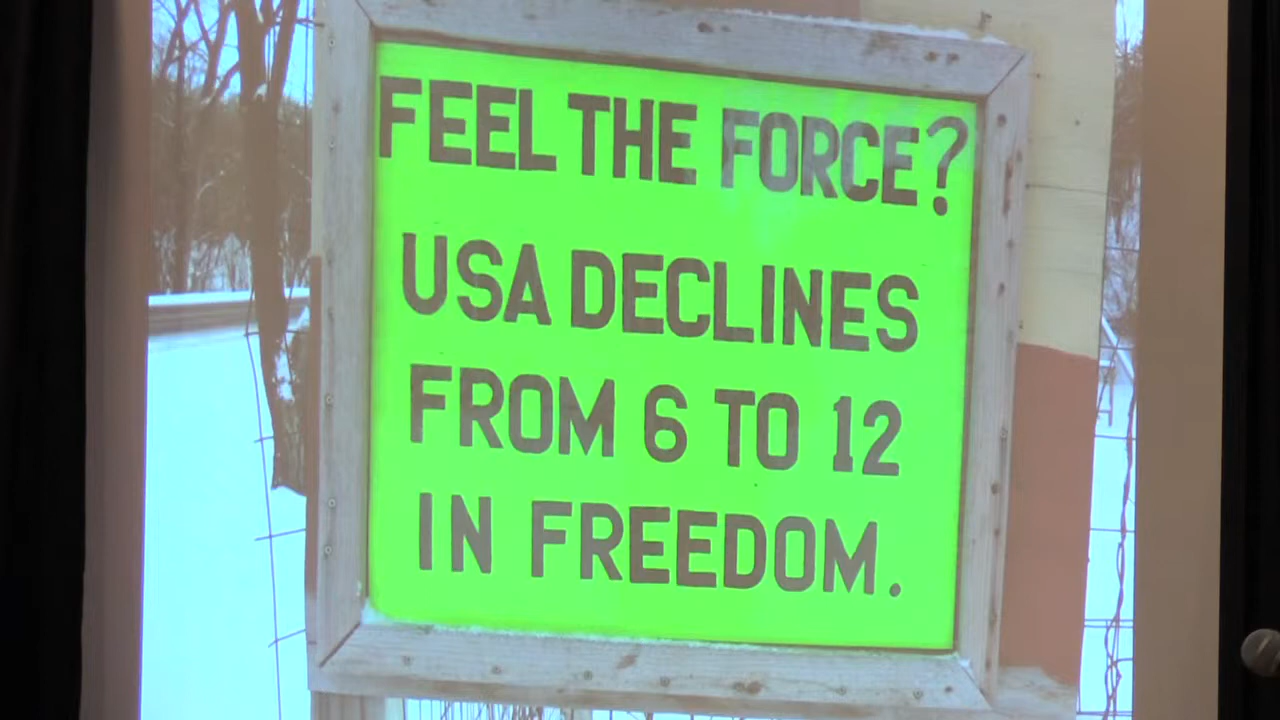 FEEL THE FORCE?
USA DECLINES
FROM 6 TO 12
IN FREEDOM.